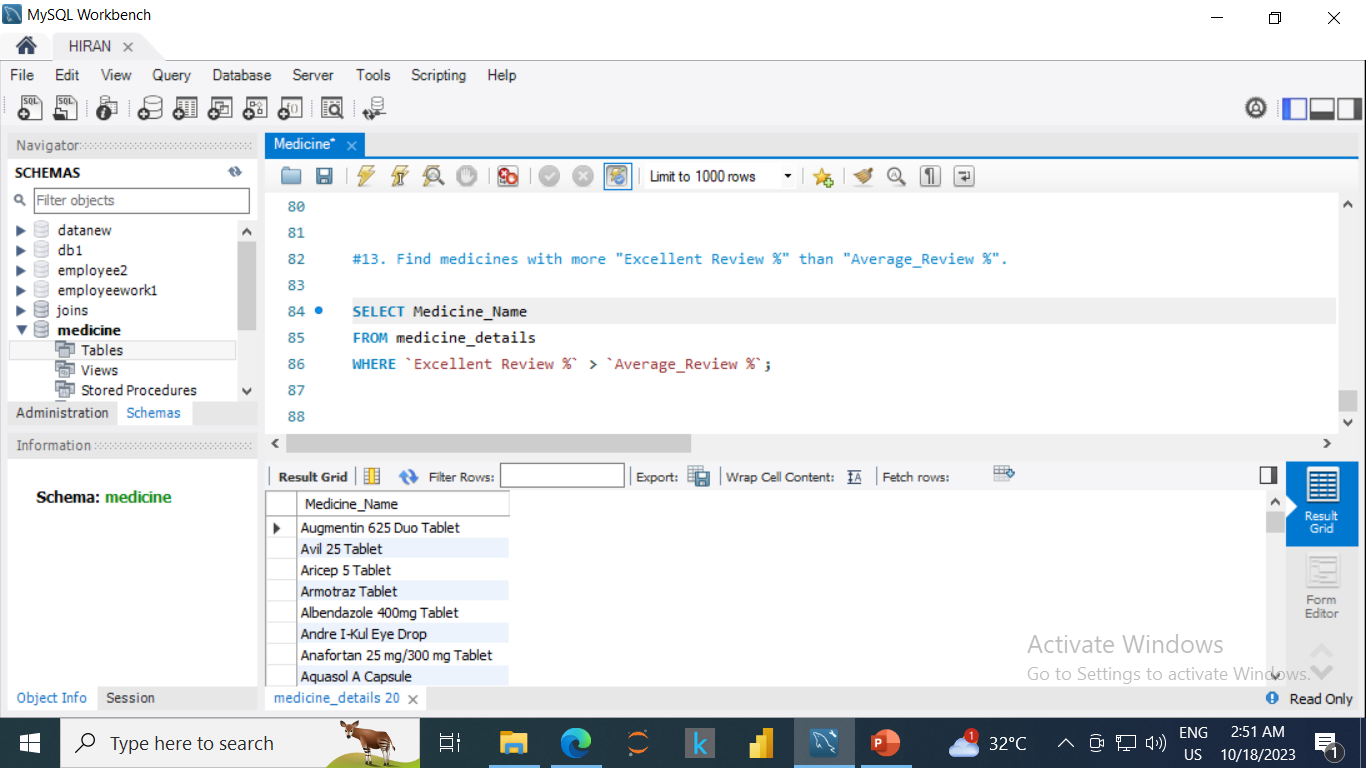 MySQL Workbench
HIRAN
File Edit View Query Database Server Tools Scripting Help
Navigator
SCHEMAS
Filter objects
datanew
db1
employee2
employeework1
joins
medicine
Tables
Views
Stored Procedures
Administration Schemas
Information
Schema: medicine
Object Info Session
Medicine*
Limit to 1000 rows
80
81
82 #13. Find medicines with more "Excellent Review %" than "Average_Review %".
83
84 SELECT Medicine_Name
85 FROM medicine_details
86 WHERE `Excellent Review %` > `Average_Review %`;
87
88
Result Grid Filter Rows: Export: Wrap Cell Content: Fetch rows:
Medicine_Name
Augmentin 625 Duo Tablet
Avil 25 Tablet
Aricep 5 Tablet
Armotraz Tablet
Albendazole 400mg Tablet
Andre I-Kul Eye Drop
Anafortan 25 mg/300 mg Tablet
Aquasol A Capsule
Result
Grid
Form
Editor
Activate Windows
Go to Settings to activate Windows.
medicine_details 20
Read Only
Type here to search
32°C
ENG
US
2:51 AM
10/18/2023